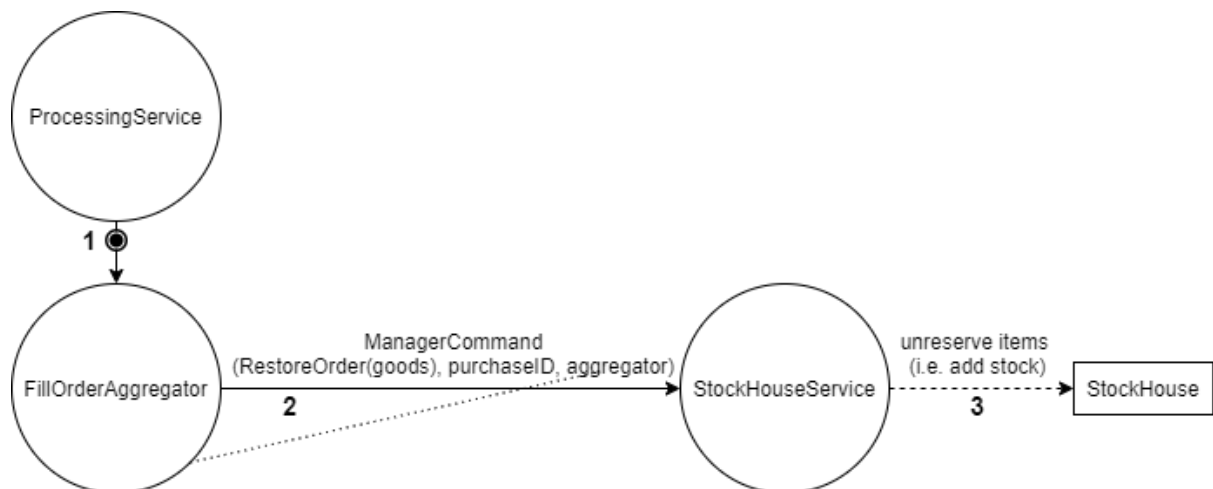 ProcessingService
1
ManagerCommand
(RestoreOrder(goods), purchaseID, aggregator)
unreserve items
(i.e. add stock)
FillOrderAggregator
StockHouseService
StockHouse
2
3